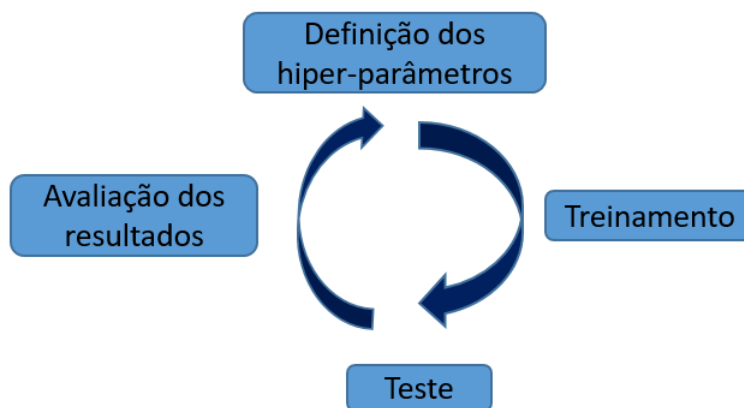 Definição dos
hiper-parâmetros
Avaliação dos
resultados
Treinamento
Teste